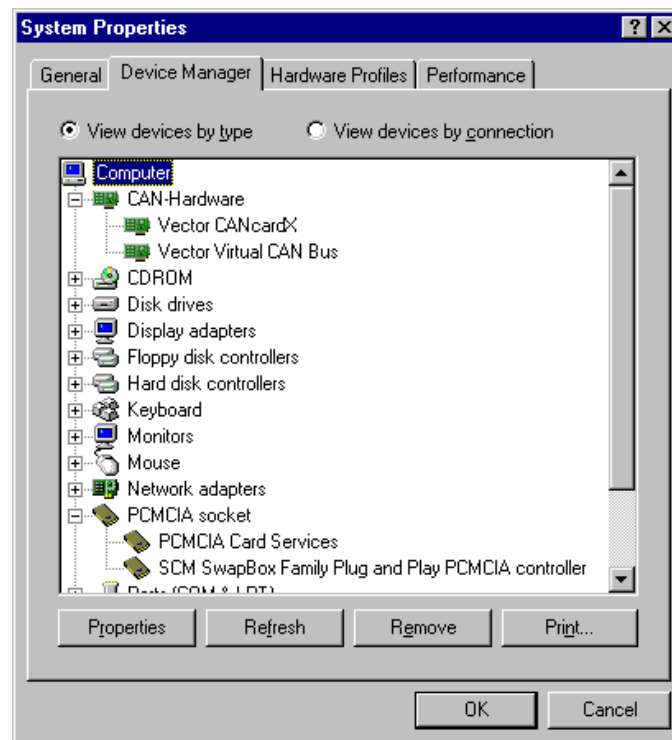 System Properties
General Device Manager Hardware Profiles Performance
View devices by type View devices by connection
Computer
CAN-Hardware
Vector CANcardX
Vector Virtual CAN Bus
CDROM
Disk drives
Display adapters
Floppy disk controllers
Hard disk controllers
Keyboard
Monitors
Mouse
Network adapters
PCMCIA socket
PCMCIA Card Services
SCM SwapBox Family Plug and Play PCMCIA controller
Ports (COM & LPT)
Properties Refresh Remove Print...
OK Cancel